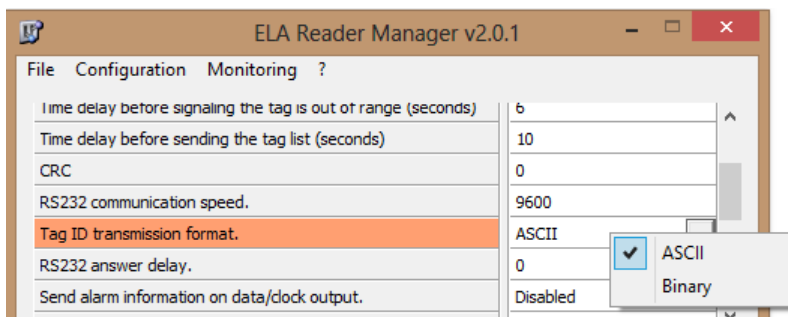 ELA Reader Manager v2.0.1
File Configuration Monitoring ?
Time delay before signaling the tag is out of range (seconds) 6
Time delay before sending the tag list (seconds) 10
CRC 0
RS232 communication speed. 9600
Tag ID transmission format. ASCII
ASCII
RS232 answer delay. 0
Binary
Send alarm information on data/clock output. Disabled